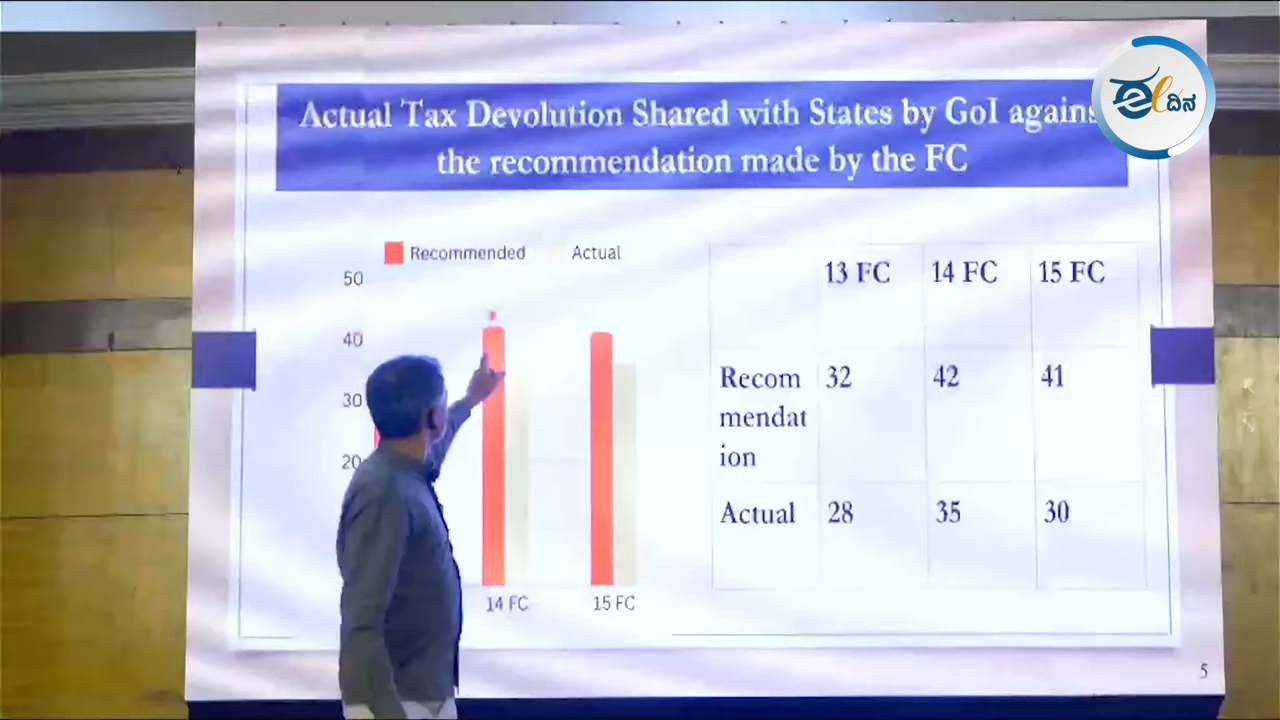 Actual Tax Devolution Shared with States by GoI agains
the recommendation made by the FC
ದಿನ
Recommended Actual
50
40
30
20
14 FC 15 FC
13 FC 14 FC 15 FC
Recom 32 42 41
mendat
ion
Actual 28 35 30
5